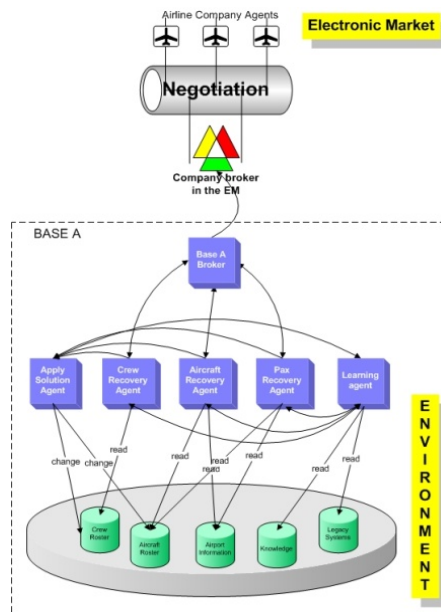 Airline Company Agents
Electronic Market
Negotiation
Company broker
in the EM
BASE A
Base A
Broker
Apply
Solution
Agent
Crew
Recovery
Agent
Aircraft
Recovery
Agent
Pax
Recovery
Agent
Learning
agent
change
change
read
read
read
read
read
read
read
Crew
Roster
Aircraft
Roster
Airport
Information
Knowledge
Legacy
Systems
ENVIRONMENT